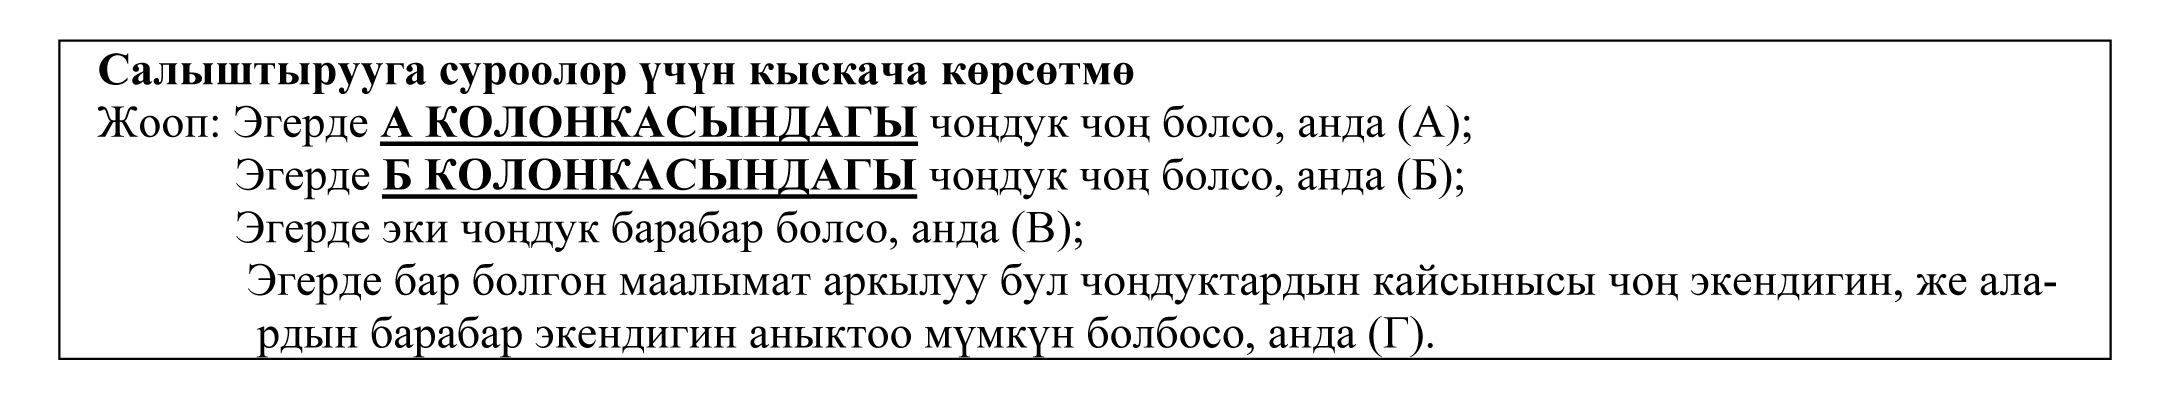 Салыштырууга суроолор үчүн кыскача көрсөтмө
Жооп: Эгерде А КОЛОНКАСЫНДАГЫ чоңдук чоң болсо, анда (А);
Эгерде Б КОЛОНКАСЫНДАГЫ чоңдук чоң болсо, анда (Б);
Эгерде эки чоңдук барабар болсо, анда (В);
Эгерде бар болгон маалымат аркылуу бул чоңдуктардын кайсынысы чоң экендигин, же ала-
рдын барабар экендигин аныктоо мүмкүн болбосо, анда (Г).